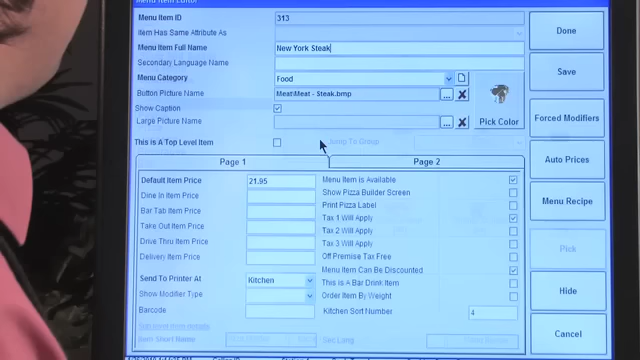 Menu Item Editor
Menu Item ID 313
Item Has Same Attribute As
Menu Item Full Name New York Steak
Secondary Language Name
Menu Category Food
Button Picture Name Meat\Meat - Steak.bmp ...
Show Caption
Large Picture Name ...
Pick Color
This is A Top Level Item Jump To Group
Page 1 Page 2
Default Item Price 21.95 Menu Item is Available
Dine In Item Price Show Pizza Builder Screen
Bar Tab Item Price Print Pizza Label
Take Out Item Price Tax 1 Will Apply
Drive Thru Item Price Tax 2 Will Apply
Delivery Item Price Tax 3 Will Apply
Off Premise Tax Free
Send To Printer At Kitchen Menu Item Can Be Discounted
Show Modifier Type This is A Bar Drink Item
Barcode Order Item By Weight
Kitchen Sort Number 4
Done
Save
Forced Modifiers
Auto Prices
Menu Recipe
Pick
Hide
Cancel